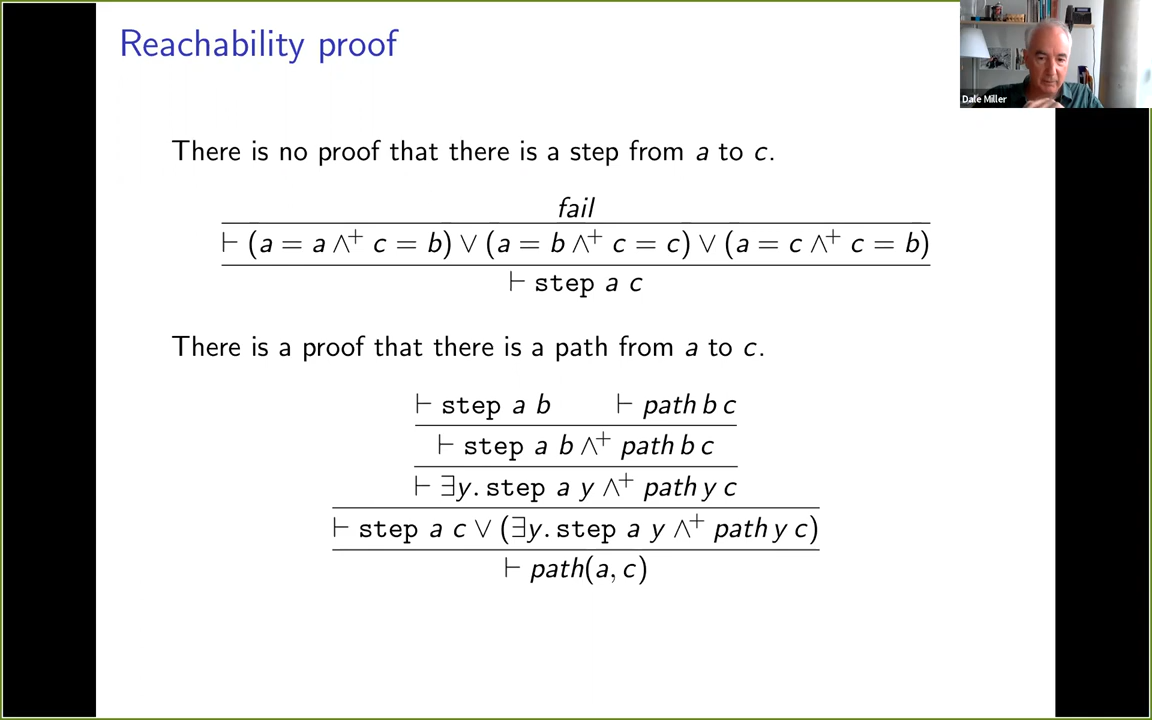 Reachability proof
Dale Miller
There is no proof that there is a step from a to c.
fail
⊢ (a = a ∧⁺ c = b) ∨ (a = b ∧⁺ c = c) ∨ (a = c ∧⁺ c = b)
⊢ step a c
There is a proof that there is a path from a to c.
⊢ step a b ⊢ path b c
⊢ step a b ∧⁺ path b c
⊢ ∃y. step a y ∧⁺ path y c
⊢ step a c ∨ (∃y. step a y ∧⁺ path y c)
⊢ path(a, c)